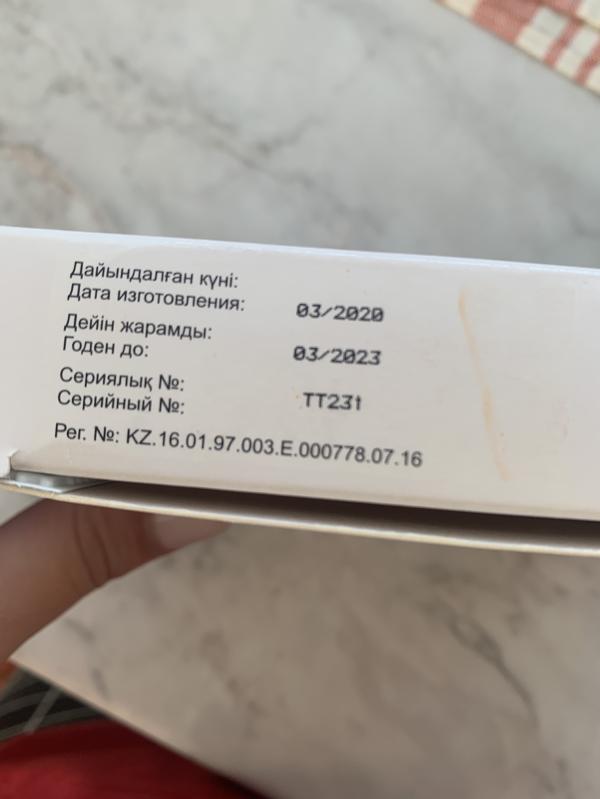 Дайындалған күні:
Дата изготовления: 03/2020
Дейін жарамды:
Годен до: 03/2023
Сериялық №:
Серийный №: TT231
Рег. №: KZ.16.01.97.003.E.000778.07.16